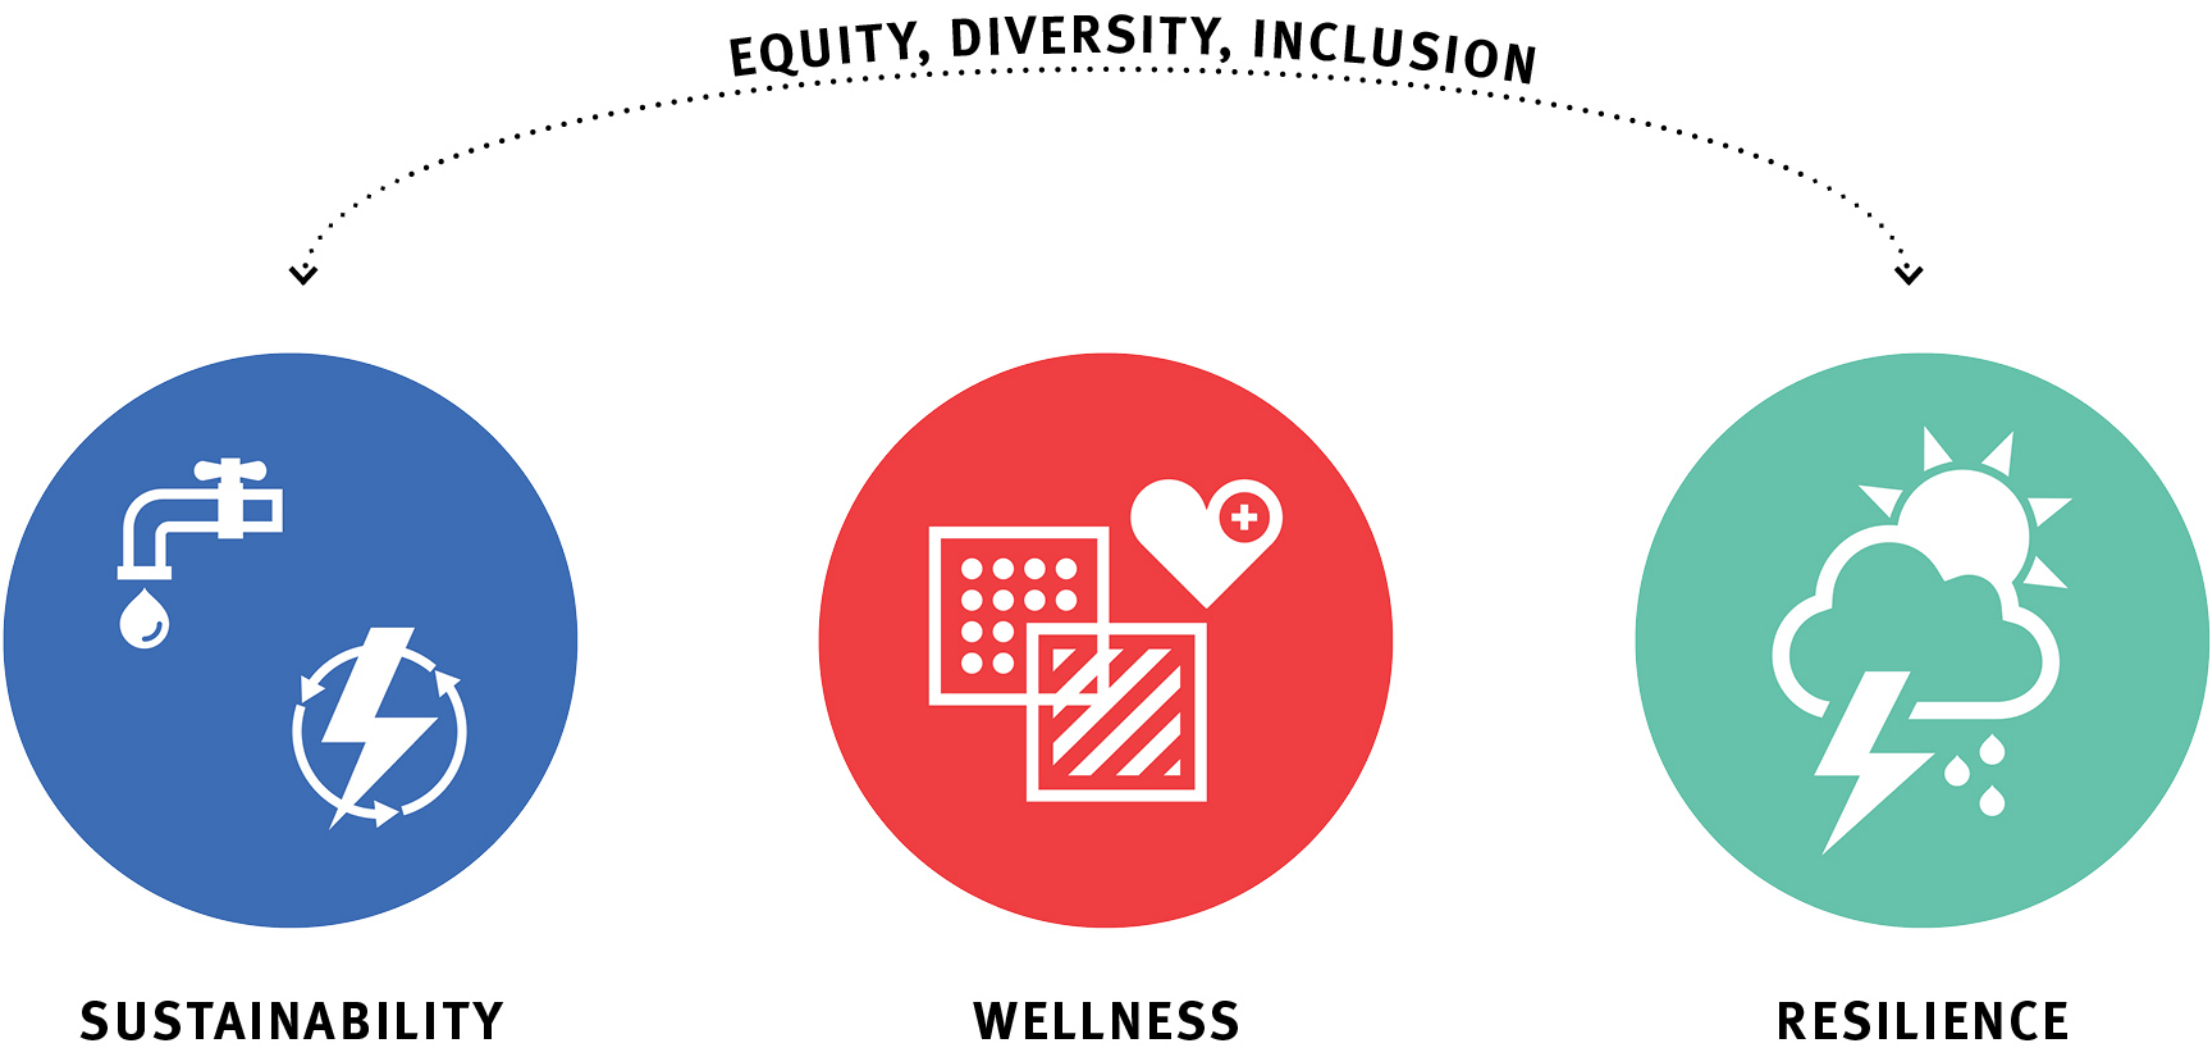 EQUITY, DIVERSITY, INCLUSION
SUSTAINABILITY
WELLNESS
RESILIENCE